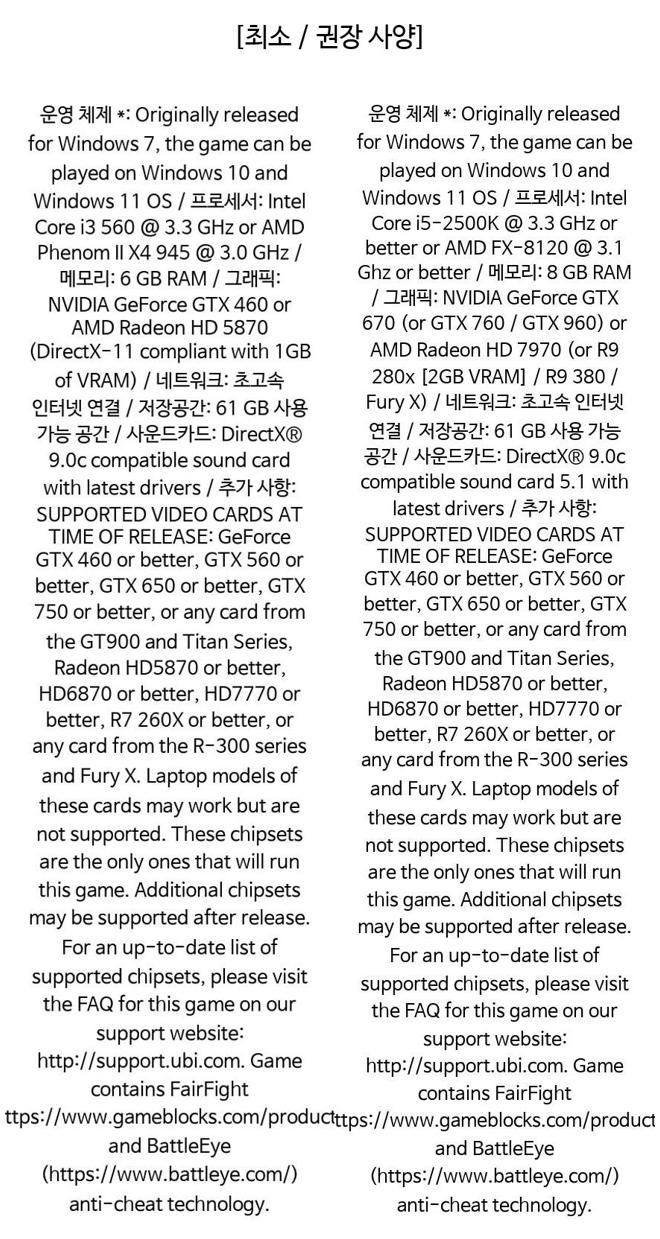 [최소 / 권장 사양]
운영 체제 *: Originally released
for Windows 7, the game can be
played on Windows 10 and
Windows 11 OS / 프로세서: Intel
Core i3 560 @ 3.3 GHz or AMD
Phenom II X4 945 @ 3.0 GHz /
메모리: 6 GB RAM / 그래픽:
NVIDIA GeForce GTX 460 or
AMD Radeon HD 5870
(DirectX-11 compliant with 1GB
of VRAM) / 네트워크: 초고속
인터넷 연결 / 저장공간: 61 GB 사용
가능 공간 / 사운드카드: DirectX®
9.0c compatible sound card
with latest drivers / 추가 사항:
SUPPORTED VIDEO CARDS AT
TIME OF RELEASE: GeForce
GTX 460 or better, GTX 560 or
better, GTX 650 or better, GTX
750 or better, or any card from
the GT900 and Titan Series,
Radeon HD5870 or better,
HD6870 or better, HD7770 or
better, R7 260X or better, or
any card from the R-300 series
and Fury X. Laptop models of
these cards may work but are
not supported. These chipsets
are the only ones that will run
this game. Additional chipsets
may be supported after release.
For an up-to-date list of
supported chipsets, please visit
the FAQ for this game on our
support website:
http://support.ubi.com. Game
contains FairFight
ttps://www.gameblocks.com/product
and BattleEye
(https://www.battleye.com/)
anti-cheat technology.
운영 체제 *: Originally released
for Windows 7, the game can be
played on Windows 10 and
Windows 11 OS / 프로세서: Intel
Core i5-2500K @ 3.3 GHz or
better or AMD FX-8120 @ 3.1
Ghz or better / 메모리: 8 GB RAM
/ 그래픽: NVIDIA GeForce GTX
670 (or GTX 760 / GTX 960) or
AMD Radeon HD 7970 (or R9
280x [2GB VRAM] / R9 380 /
Fury X) / 네트워크: 초고속 인터넷
연결 / 저장공간: 61 GB 사용 가능
공간 / 사운드카드: DirectX® 9.0c
compatible sound card 5.1 with
latest drivers / 추가 사항:
SUPPORTED VIDEO CARDS AT
TIME OF RELEASE: GeForce
GTX 460 or better, GTX 560 or
better, GTX 650 or better, GTX
750 or better, or any card from
the GT900 and Titan Series,
Radeon HD5870 or better,
HD6870 or better, HD7770 or
better, R7 260X or better, or
any card from the R-300 series
and Fury X. Laptop models of
these cards may work but are
not supported. These chipsets
are the only ones that will run
this game. Additional chipsets
may be supported after release.
For an up-to-date list of
supported chipsets, please visit
the FAQ for this game on our
support website:
http://support.ubi.com. Game
contains FairFight
ttps://www.gameblocks.com/product
and BattleEye
(https://www.battleye.com/)
anti-cheat technology.